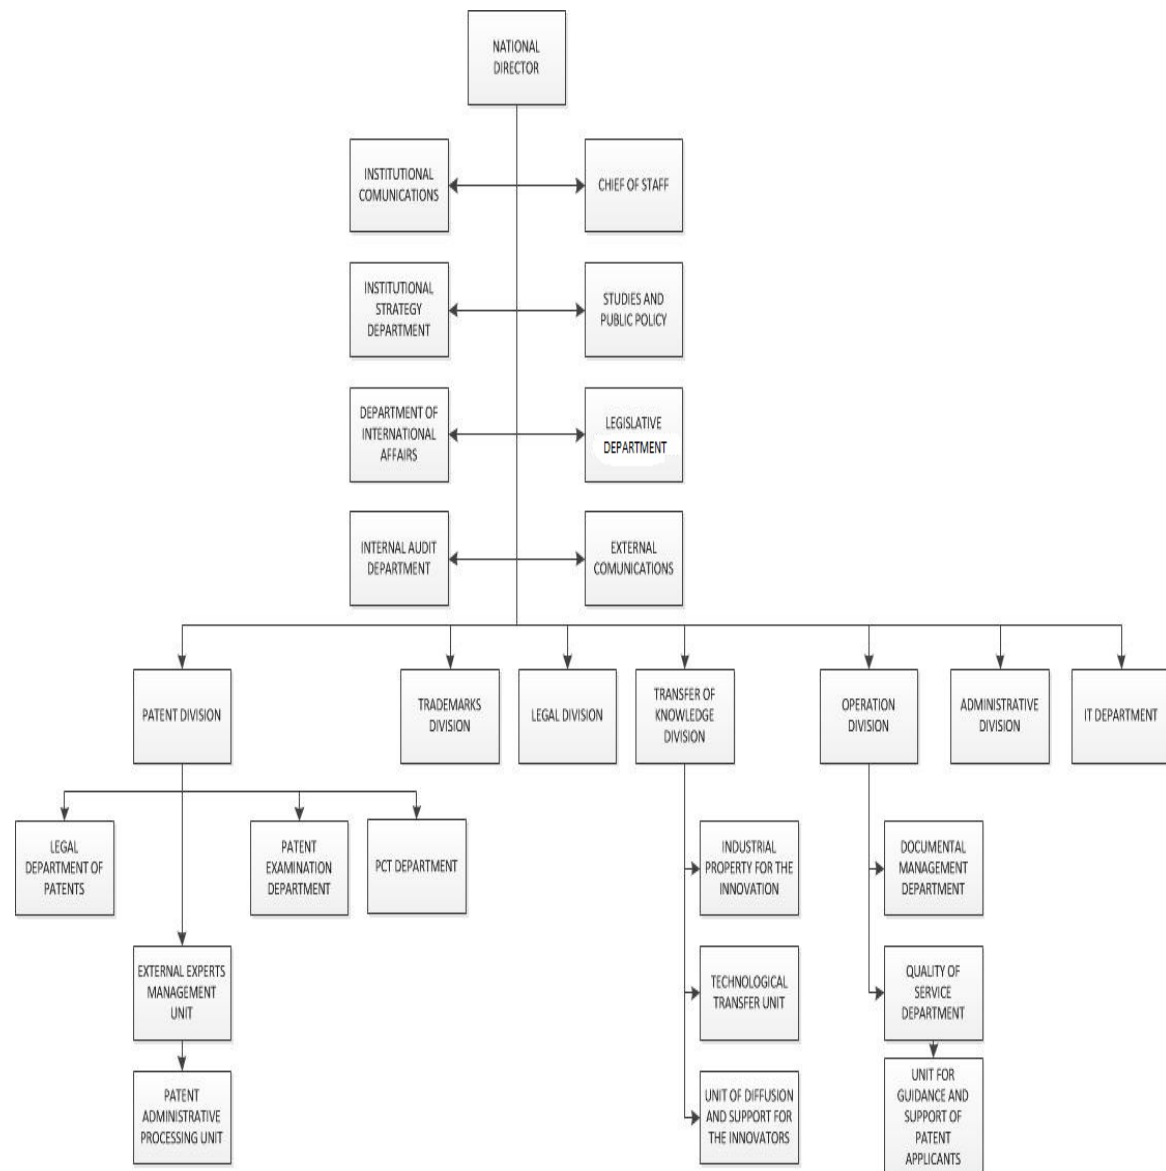 NATIONAL
DIRECTOR
INSTITUTIONAL
COMUNICATIONS
CHIEF OF STAFF
INSTITUTIONAL
STRATEGY
DEPARTMENT
STUDIES AND
PUBLIC POLICY
DEPARTMENT OF
INTERNATIONAL
AFFAIRS
LEGISLATIVE
DEPARTMENT
INTERNAL AUDIT
DEPARTMENT
EXTERNAL
COMUNICATIONS
PATENT DIVISION
TRADEMARKS
DIVISION
LEGAL DIVISION
TRANSFER OF
KNOWLEDGE
DIVISION
OPERATION
DIVISION
ADMINISTRATIVE
DIVISION
IT DEPARTMENT
LEGAL
DEPARTMENT OF
PATENTS
PATENT
EXAMINATION
DEPARTMENT
PCT DEPARTMENT
INDUSTRIAL
PROPERTY FOR THE
INNOVATION
DOCUMENTAL
MANAGEMENT
DEPARTMENT
EXTERNAL EXPERTS
MANAGEMENT
UNIT
TECHNOLOGICAL
TRANSFER UNIT
QUALITY OF
SERVICE
DEPARTMENT
PATENT
ADMINISTRATIVE
PROCESSING UNIT
UNIT OF DIFFUSION
AND SUPPORT FOR
THE INNOVATORS
UNIT FOR
GUIDANCE AND
SUPPORT OF
PATENT
APPLICANTS